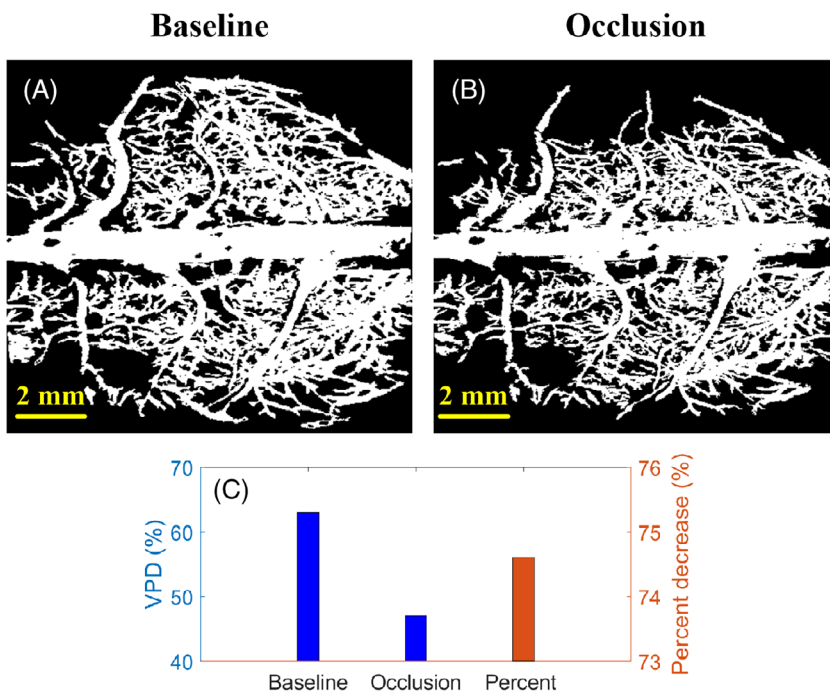 Baseline Occlusion
(A) (B)
2 mm 2 mm
(C)
70 76
60 75
50 74
40 73
VPD (%)
Percent decrease (%)
Baseline Occlusion Percent